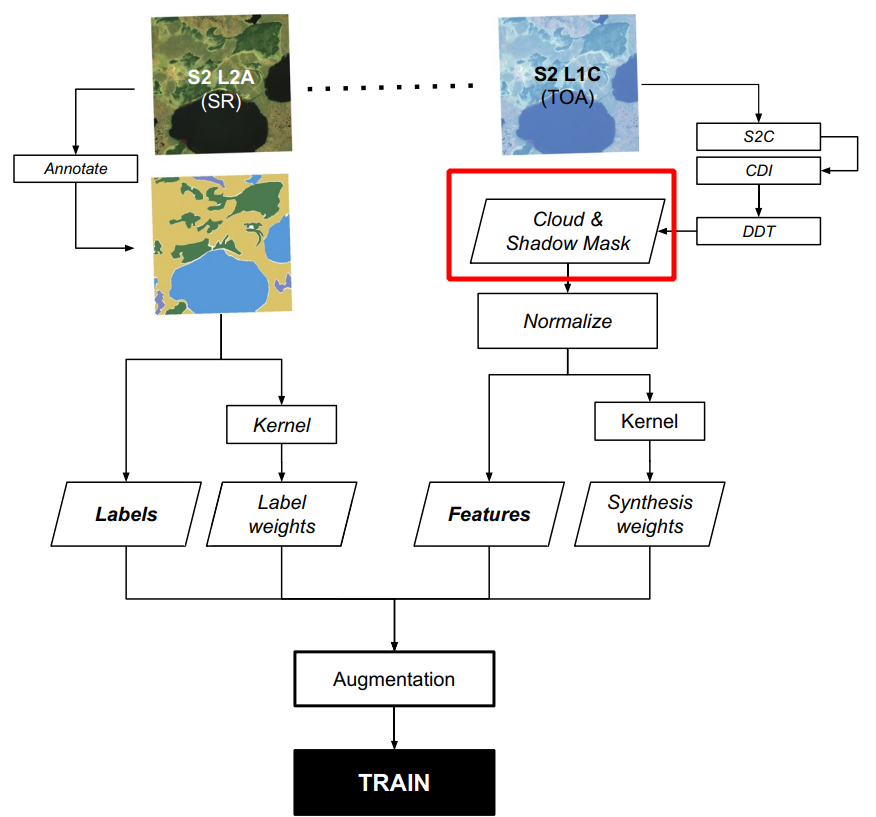 S2 L2A
(SR)
S2 L1C
(TOA)
S2C
Annotate
CDI
Cloud &
Shadow Mask
DDT
Normalize
Kernel
Kernel
Labels
Label
weights
Features
Synthesis
weights
Augmentation
TRAIN